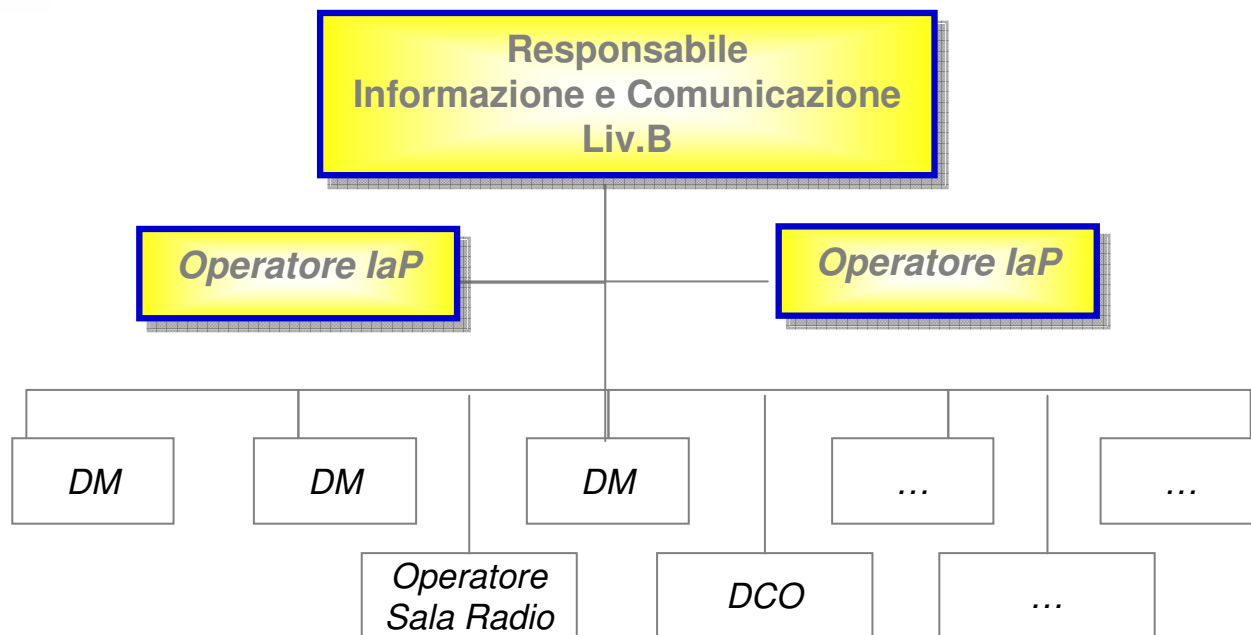 Responsabile
Informazione e Comunicazione
Liv.B
Operatore IaP
Operatore IaP
DM
DM
DM
...
...
Operatore
Sala Radio
DCO
...